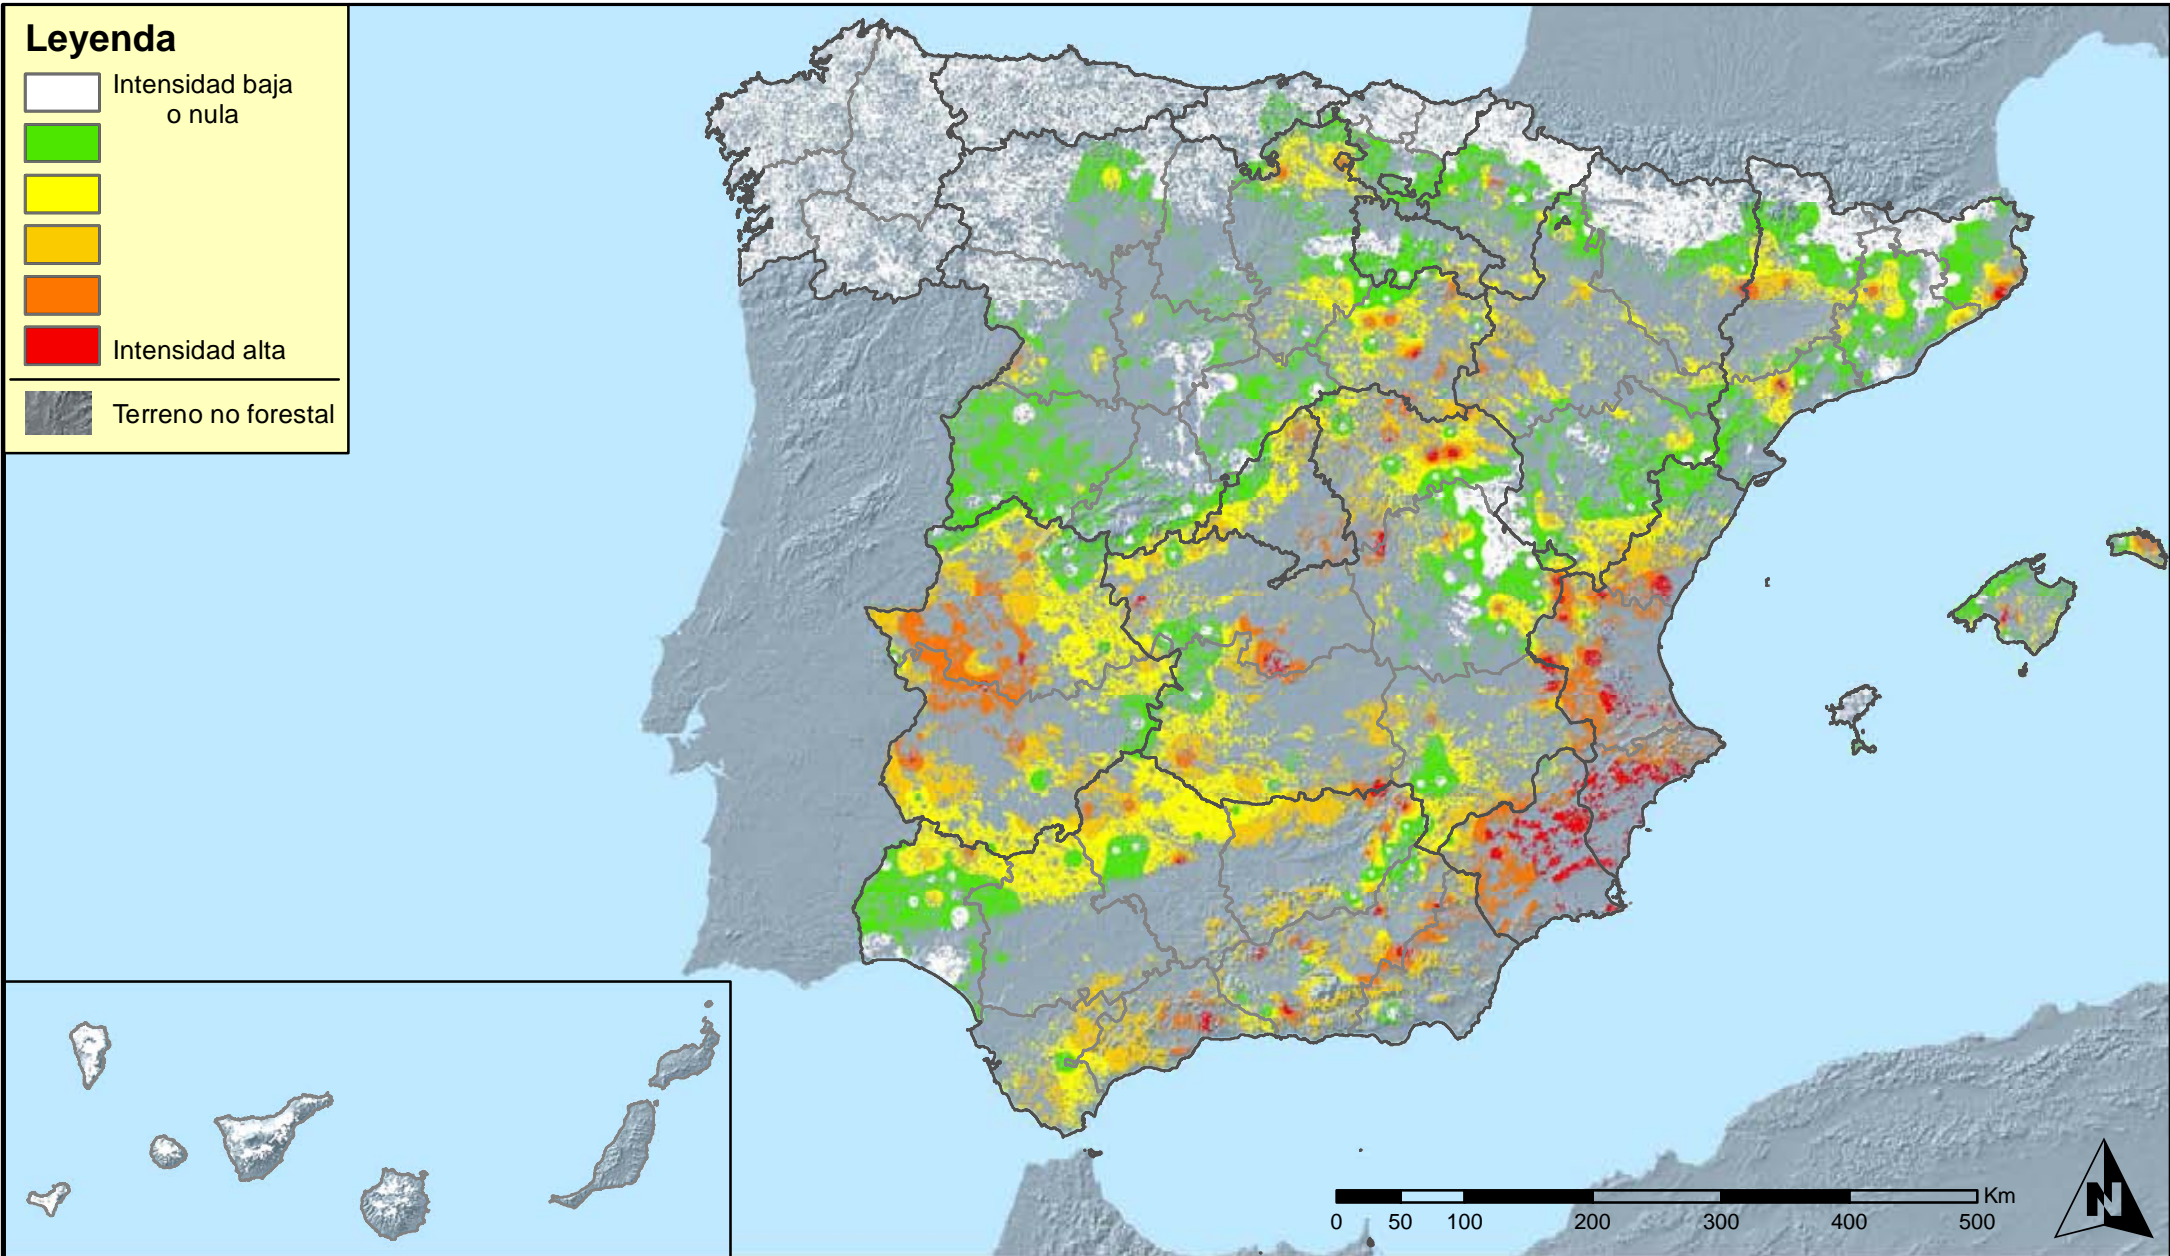 Leyenda
Intensidad baja
o nula
Intensidad alta
Terreno no forestal
Km
0 50 100 200 300 400 500
N